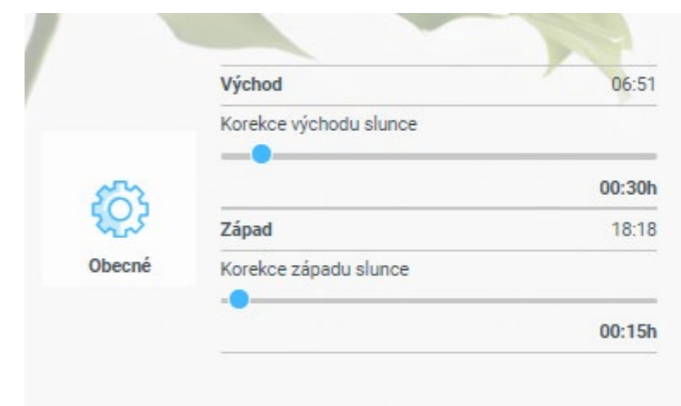 Východ 06:51
Korekce východu slunce
00:30h
Obecné
Západ 18:18
Korekce západu slunce
00:15h